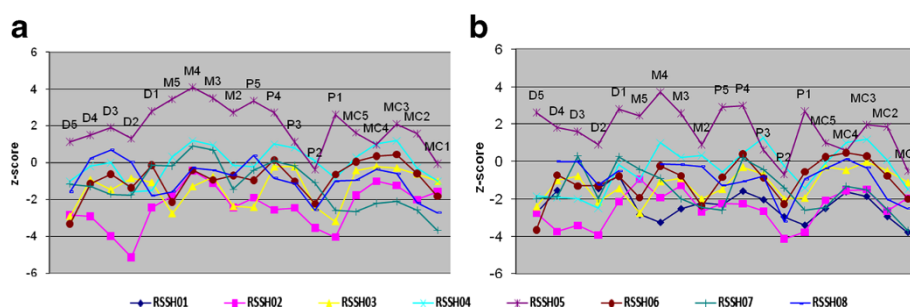 a
6
4
2
0
-2
-4
-6
z-score
D5
D4
D3
D2
D1
M5
M4
M3
M2
P5
P4
P3
P2
P1
MC5
MC4
MC3
MC2
MC1
b
6
4
2
0
-2
-4
-6
z-score
D5
D4
D3
D2
D1
M5
M4
M3
M2
P5
P4
P3
P2
P1
MC5
MC4
MC3
MC2
RSSH01 RSSH02 RSSH03 RSSH04 RSSH05 RSSH06 RSSH07 RSSH08